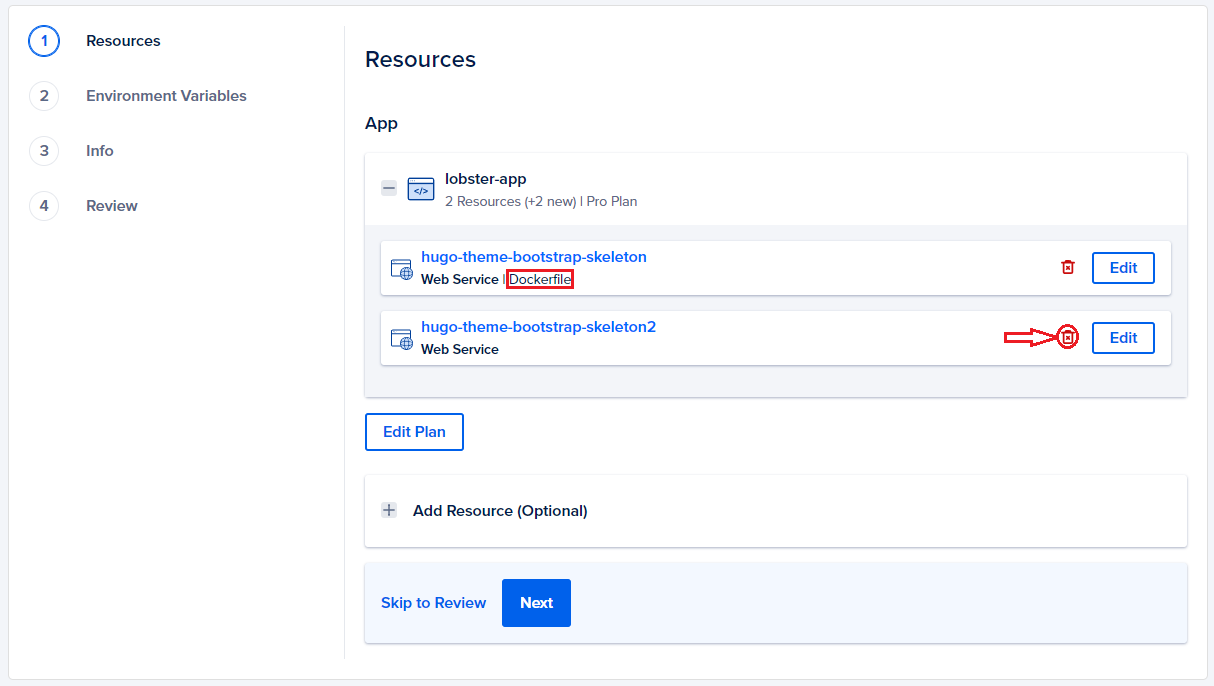 1 Resources
2 Environment Variables
3 Info
4 Review
Resources
App
</> lobster-app
2 Resources (+2 new) | Pro Plan
hugo-theme-bootstrap-skeleton
Web Service | Dockerfile
Edit
hugo-theme-bootstrap-skeleton2
Web Service
Edit
Edit Plan
Add Resource (Optional)
Skip to Review
Next